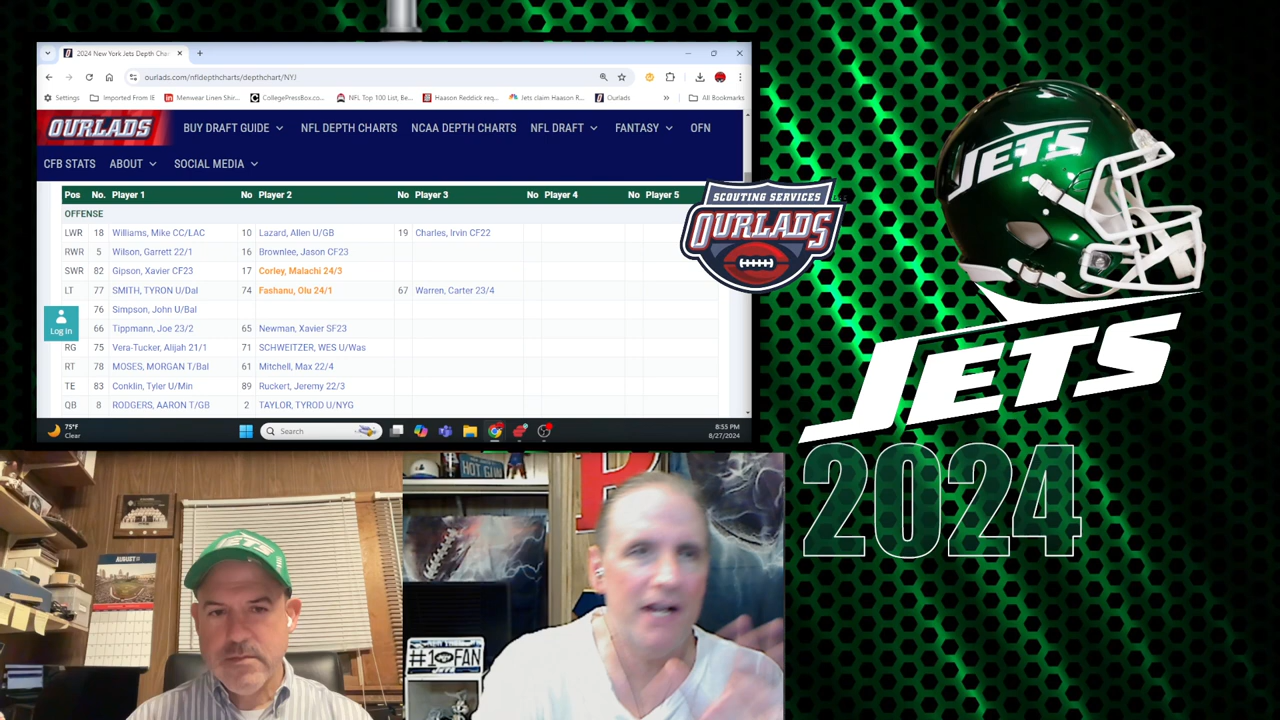 2024 New York Jets Depth Cha
ourlads.com/nfldepthcharts/depthchart/NYJ
Settings Imported From IE Menwear Linen Shir... CollegePressBox.co... NFL Top 100 List, Be... Haason Reddick req... Jets claim Haason R... Ourlads » All Bookmarks
OURLADS BUY DRAFT GUIDE NFL DEPTH CHARTS NCAA DEPTH CHARTS NFL DRAFT FANTASY OFN
CFB STATS ABOUT SOCIAL MEDIA
Pos No. Player 1 No Player 2 No Player 3 No Player 4 No Player 5
OFFENSE
LWR 18 Williams, Mike CC/LAC 10 Lazard, Allen U/GB 19 Charles, Irvin CF22
RWR 5 Wilson, Garrett 22/1 16 Brownlee, Jason CF23
SWR 82 Gipson, Xavier CF23 17 Corley, Malachi 24/3
LT 77 SMITH, TYRON U/Dal 74 Fashanu, Olu 24/1 67 Warren, Carter 23/4
76 Simpson, John U/Bal
66 Tippmann, Joe 23/2 65 Newman, Xavier SF23
RG 75 Vera-Tucker, Alijah 21/1 71 SCHWEITZER, WES U/Was
RT 78 MOSES, MORGAN T/Bal 61 Mitchell, Max 22/4
TE 83 Conklin, Tyler U/Min 89 Ruckert, Jeremy 22/3
QB 8 RODGERS, AARON T/GB 2 TAYLOR, TYROD U/NYG
Log In
75°F
Clear
Search
8:55 PM
8/27/2024
SCOUTING SERVICES
OURLADS
JETS
JETS
2024
HOT GUN
JETS
AUGUST
#1 FAN